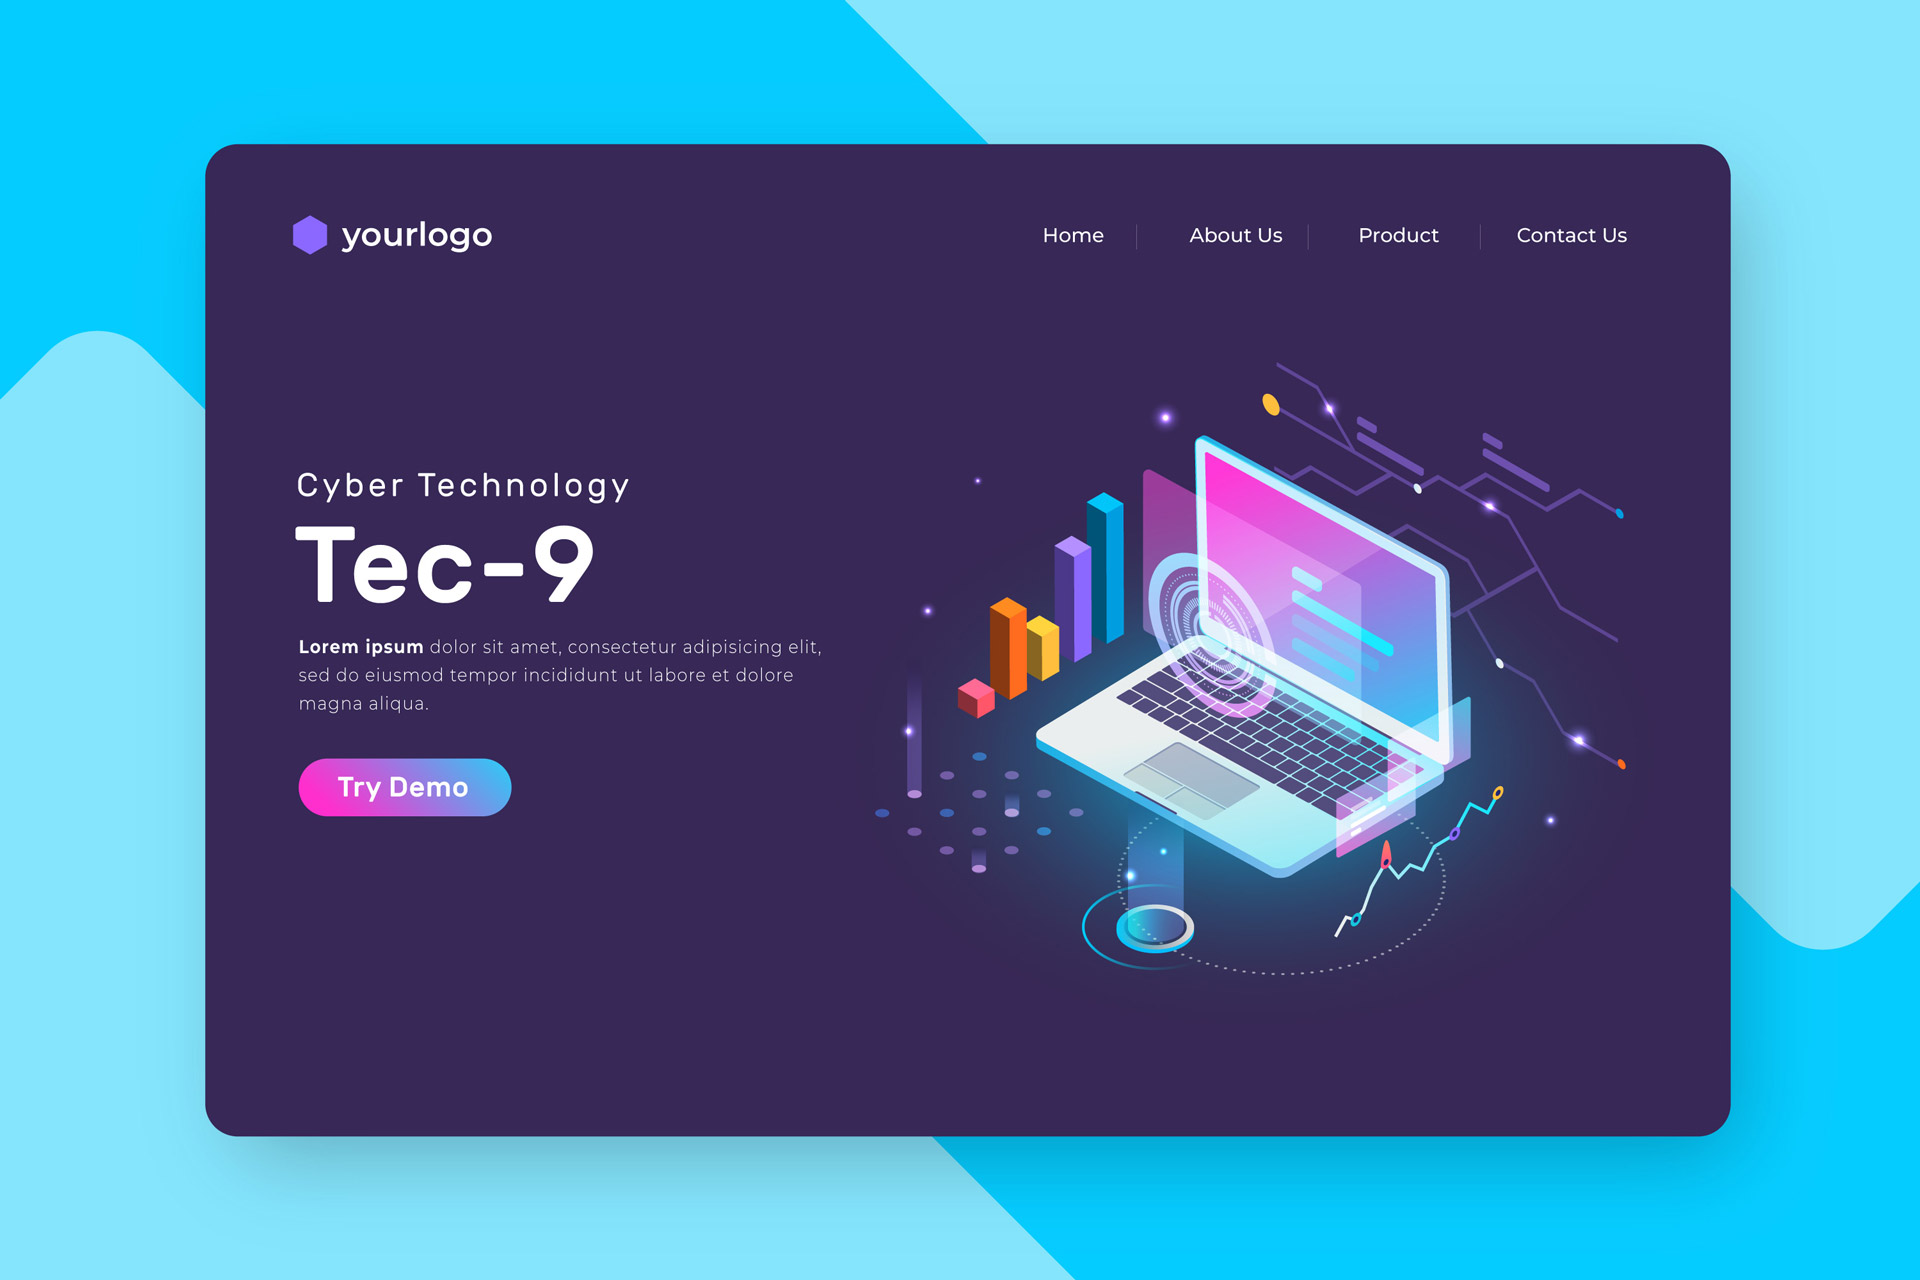 yourlogo
Home
About Us
Product
Contact Us
Cyber Technology
Tec-9
Lorem ipsum dolor sit amet, consectetur adipisicing elit,
sed do eiusmod tempor incididunt ut labore et dolore
magna aliqua.
Try Demo